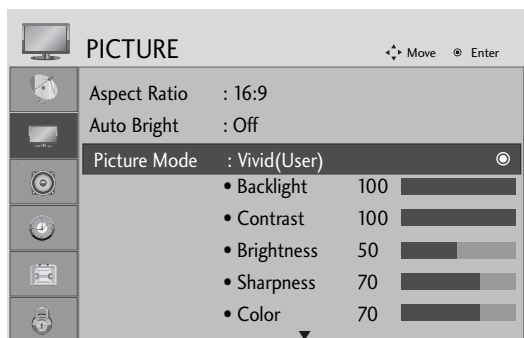 PICTURE Move Enter
Aspect Ratio : 16:9
Auto Bright : Off
Picture Mode : Vivid(User)
• Backlight 100
• Contrast 100
• Brightness 50
• Sharpness 70
• Color 70